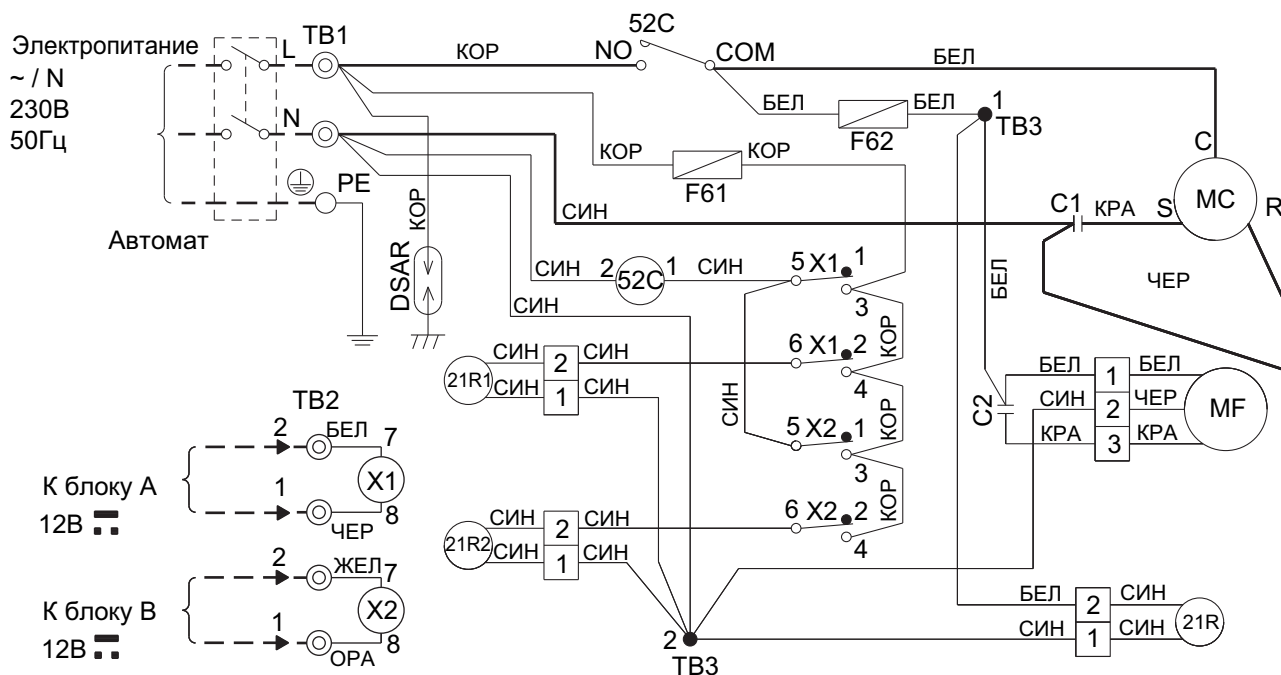 Электропитание
~ / N
230В
50Гц
Автомат
L
N
PE
TB1
КОР
NO
52C
COM
БЕЛ
БЕЛ
F62
БЕЛ
1
TB3
КОР
F61
КОР
C
MC
S
R
C1
КРА
СИН
ЧЕР
КОР
DSAR
СИН
2
52C
1
СИН
5
X1
1
3
СИН
БЕЛ
КОР
21R1
СИН
2
СИН
СИН
1
СИН
6
X1
2
4
СИН
КОР
5
X2
1
3
КОР
6
X2
2
4
C2
БЕЛ
1
БЕЛ
СИН
2
ЧЕР
КРА
3
КРА
MF
TB2
2
БЕЛ
7
К блоку А
12В
X1
1
ЧЕР
8
2
ЖЕЛ
7
К блоку В
12В
X2
1
ОРА
8
21R2
СИН
2
СИН
СИН
1
СИН
2
TB3
БЕЛ
2
СИН
СИН
1
СИН
21R